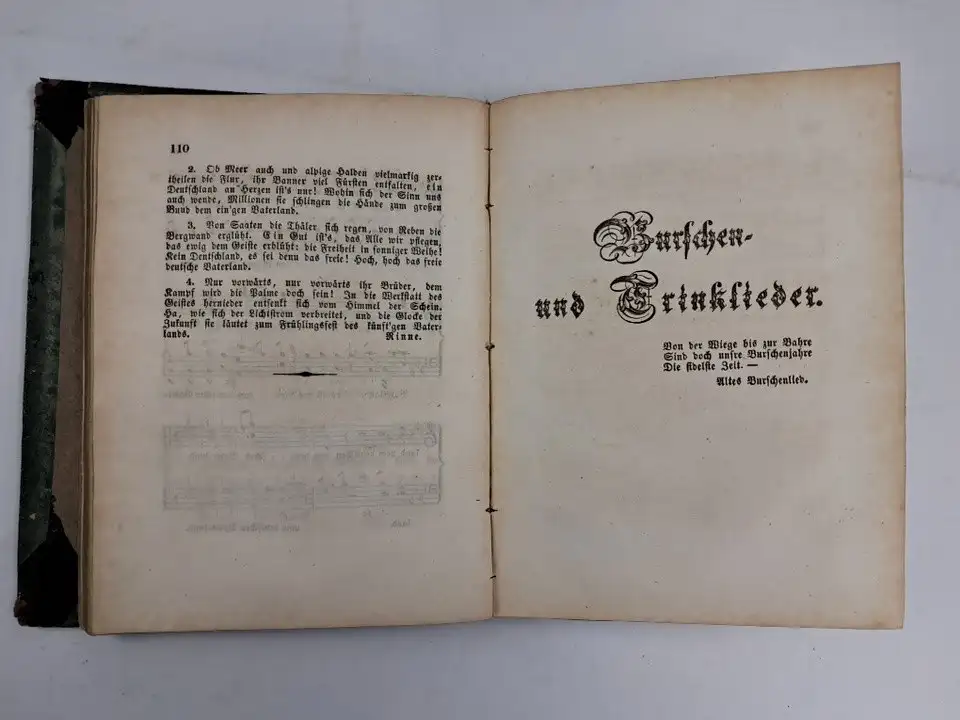 110
2. Ob Meer auch und alpige Halden vielmarkig zer-
theilen die Flur, ihr Banner viel Fürsten entfalten, ein
Deutschland an Herzen ist's nur! Wohin sich der Sinn uns
auch wende, Millionen sie schlingen die Hände zum großen
Bund dem ein'gen Vaterland.
3. Von Saaten die Thäler sich regen, von Reben die
Bergwand erglüht. Ein Gut ist's, das Alle wir pflegen,
das ewig dem Geiste erblüht: die Freiheit in sonniger Weihe!
Kein Deutschland, es sei denn das freie! Hoch, hoch das freie
deutsche Vaterland.
4. Nur vorwärts, nur vorwärts ihr Brüder, dem
Kampf wird die Palme doch sein! In die Werkstatt des
Geistes hernieder entsenkt sich vom Himmel der Schein.
Ha, wie sich der Lichtstrom verbreitet, und die Glocke der
Zukunft sie läutet zum Frühlingsfest des künft'gen Vater-
lands. Rinne.
Burschen-
und Trinklieder.
Von der Wiege bis zur Bahre
Sind doch unsre Burschenjahre
Die fidelste Zeit. —
Altes Burschenlied.